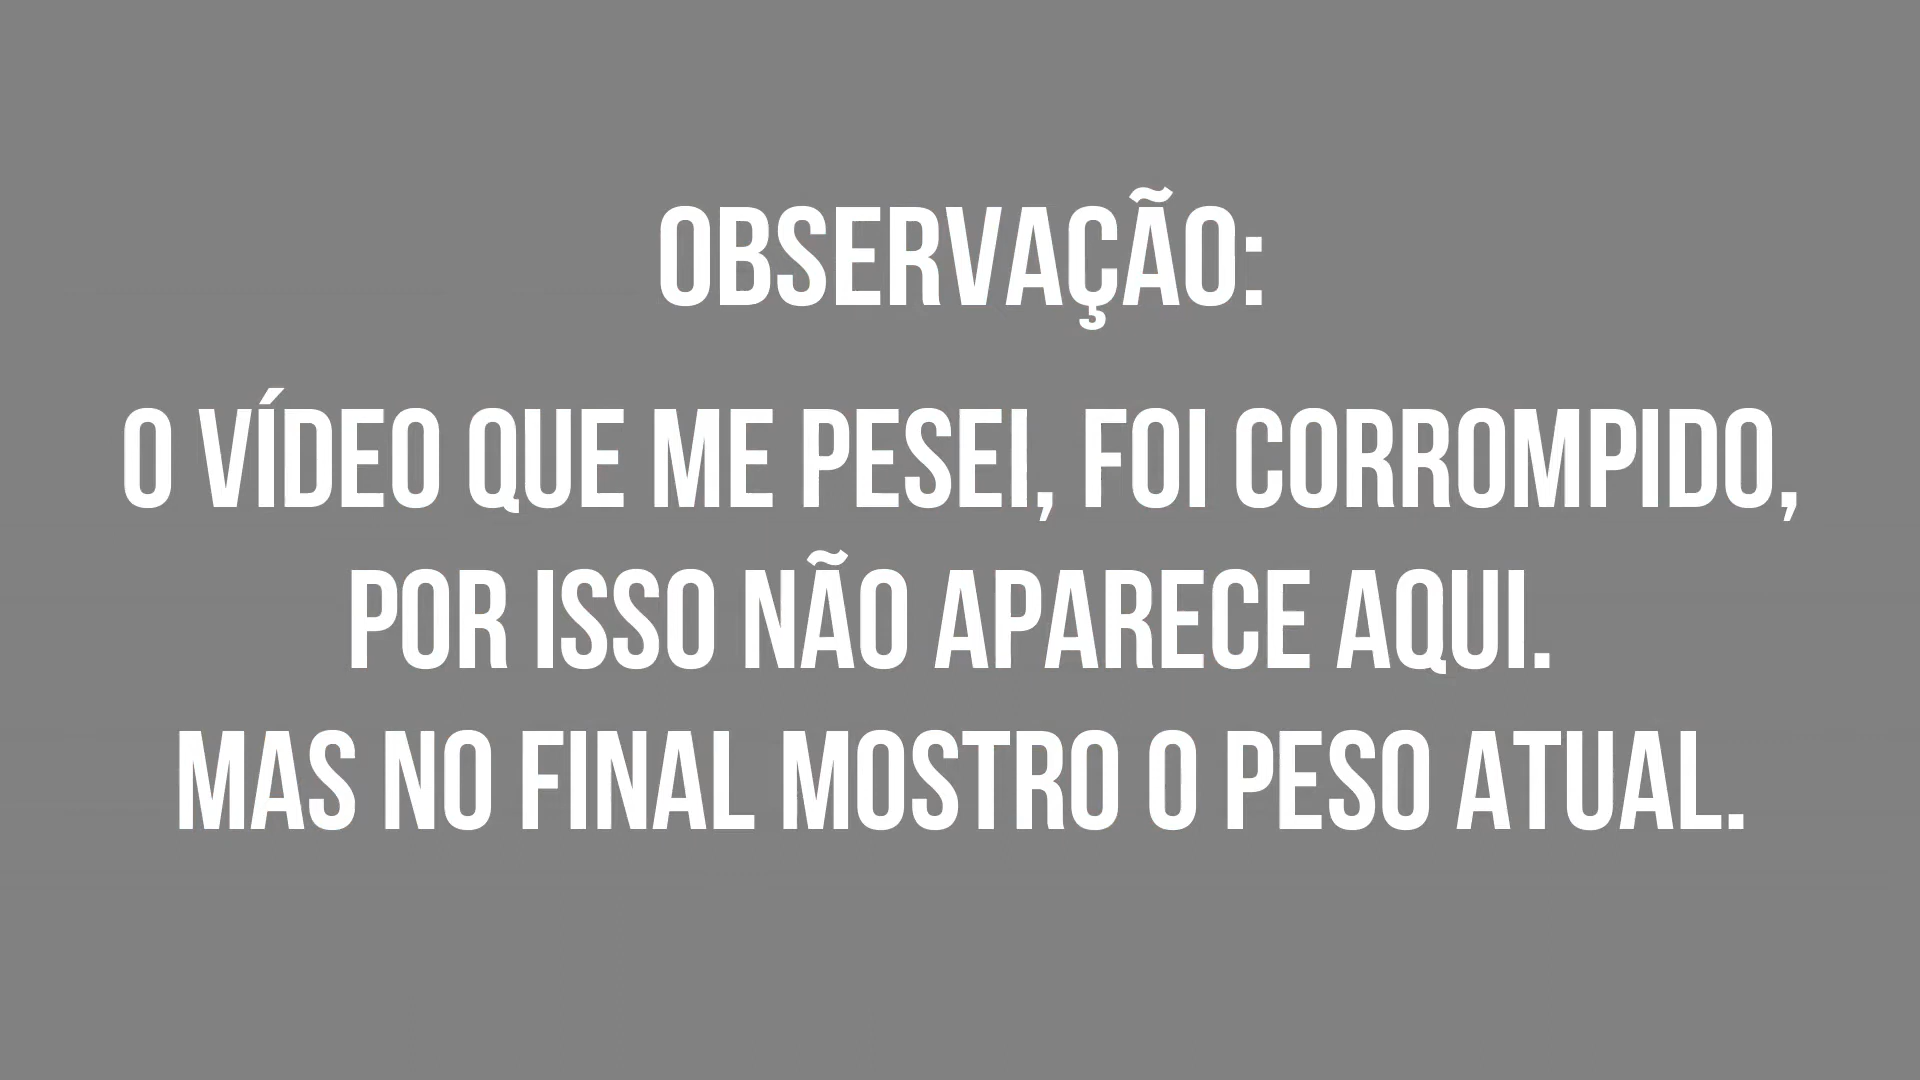 OBSERVAÇÃO:
O VÍDEO QUE ME PESEI, FOI CORROMPIDO,
POR ISSO NÃO APARECE AQUI.
MAS NO FINAL MOSTRO O PESO ATUAL.